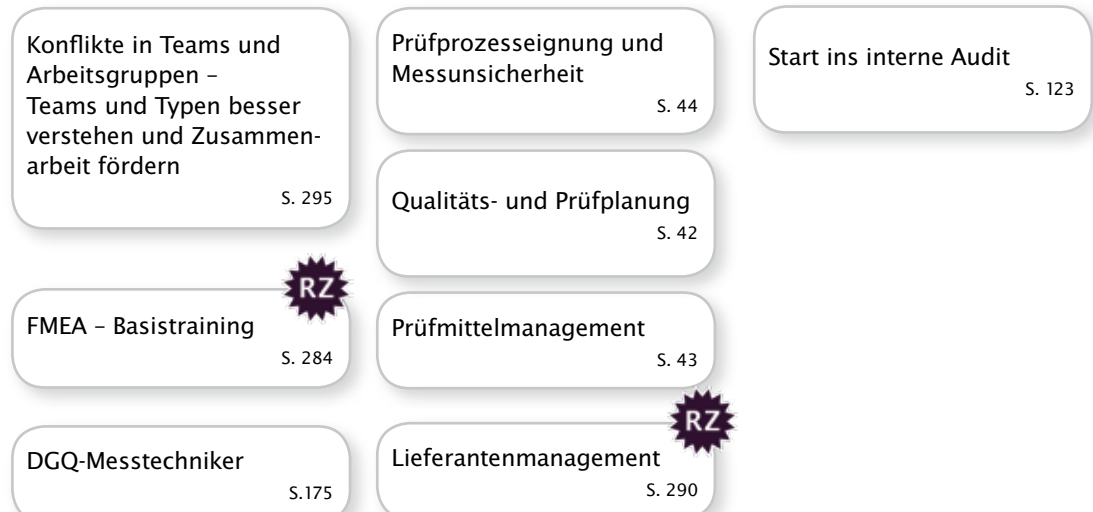 Konflikte in Teams und
Arbeitsgruppen –
Teams und Typen besser
verstehen und Zusammen-
arbeit fördern
S. 295
RZ
FMEA – Basistraining
S. 284
DGQ-Messtechniker
S.175
Prüfprozesseignung und
Messunsicherheit
S. 44
Qualitäts- und Prüfplanung
S. 42
Prüfmittelmanagement
S. 43
RZ
Lieferantenmanagement
S. 290
Start ins interne Audit
S. 123